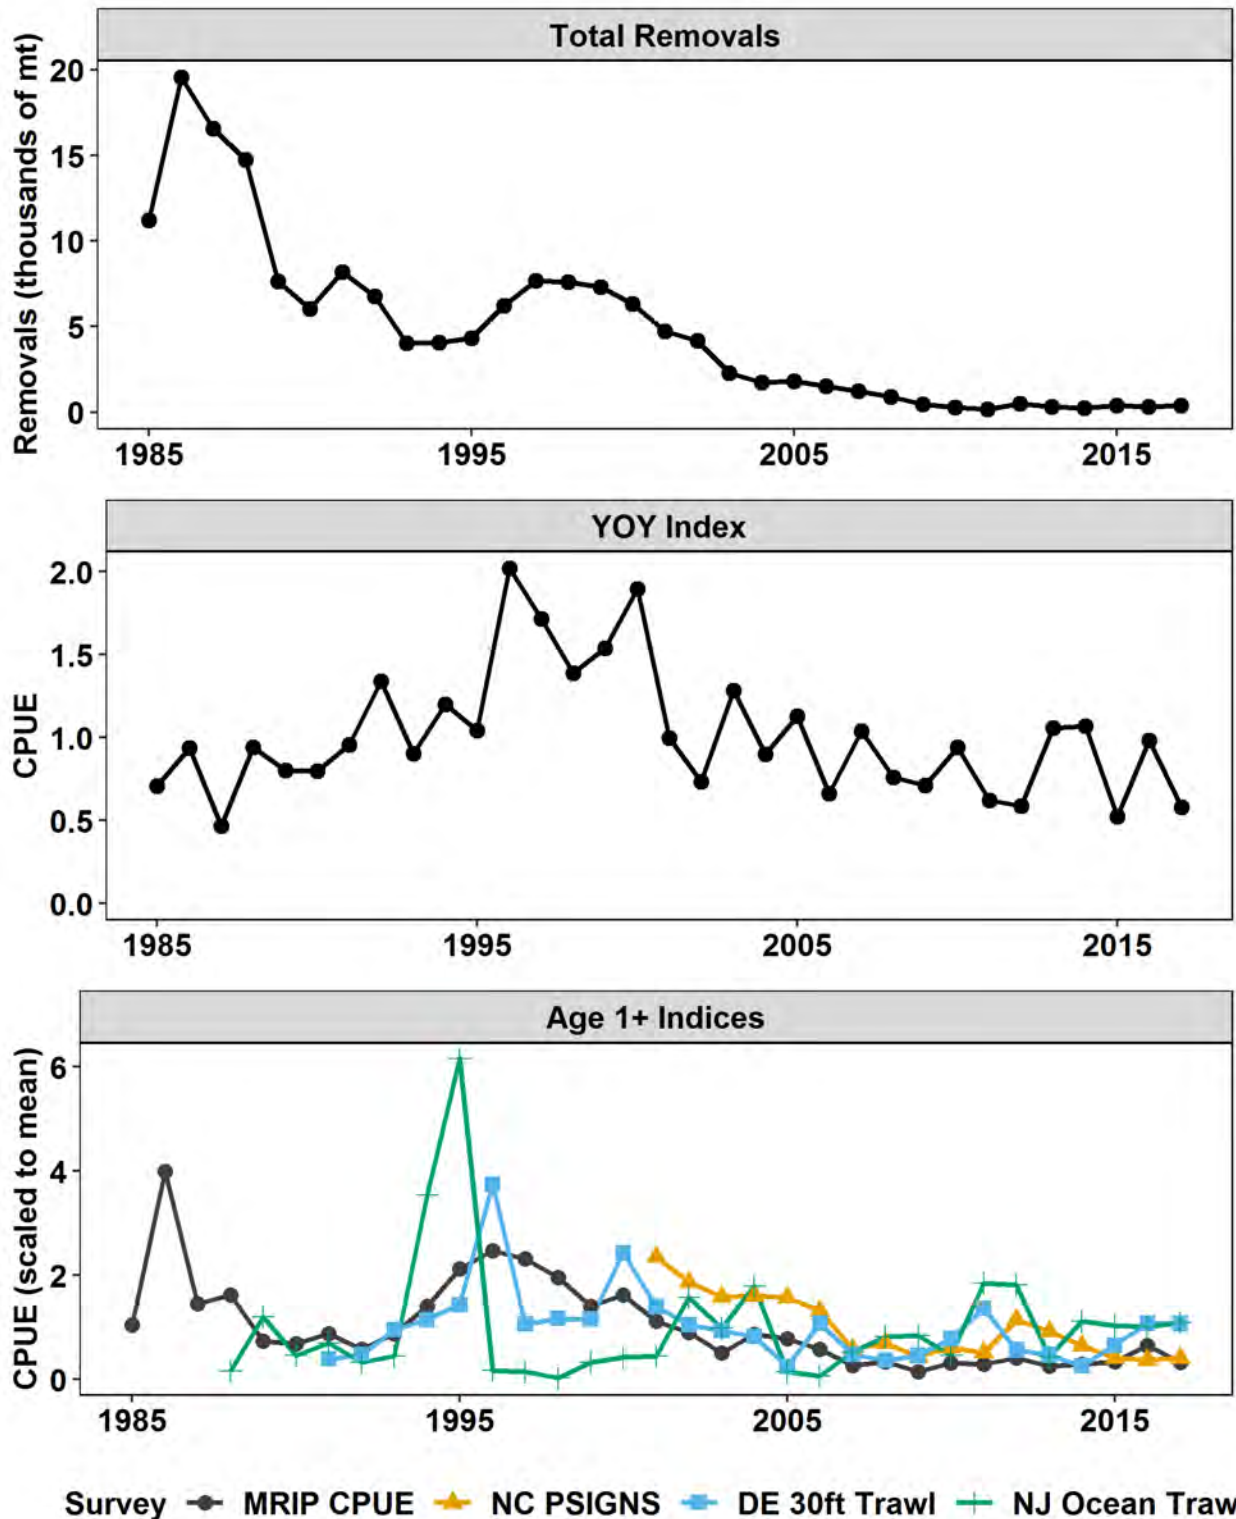 Total Removals
Removals (thousands of mt)
20
15
10
5
0
1985 1995 2005 2015
YOY Index
CPUE
2.0
1.5
1.0
0.5
0.0
1985 1995 2005 2015
Age 1+ Indices
CPUE (scaled to mean)
6
4
2
0
1985 1995 2005 2015
Survey MRIP CPUE NC PSIGNS DE 30ft Trawl NJ Ocean Traw